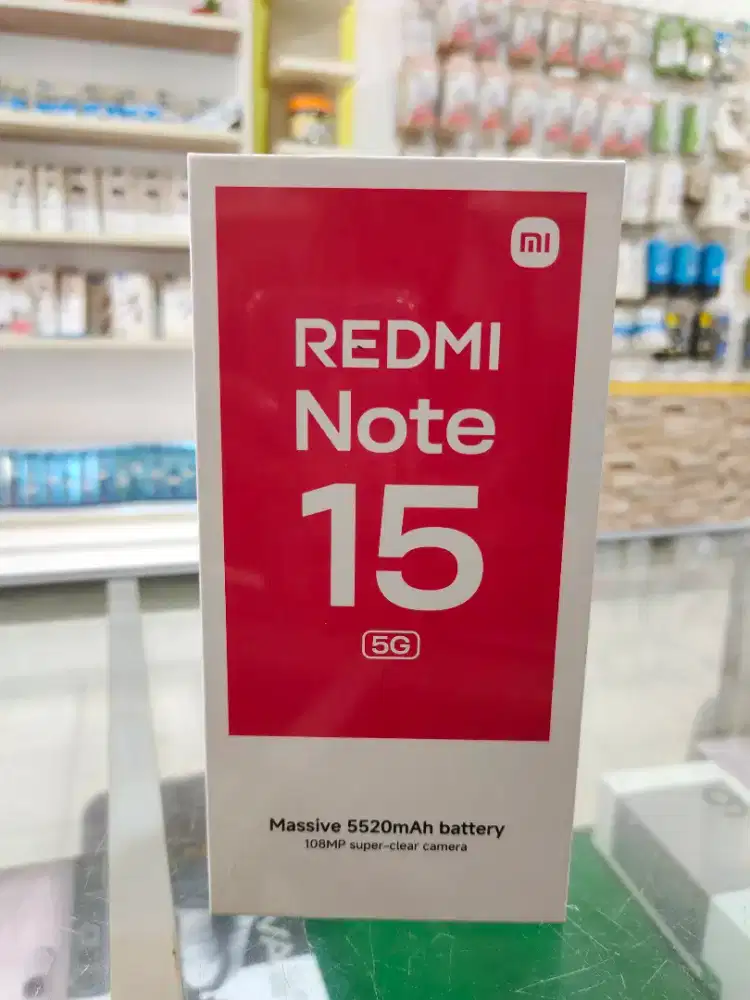 mi
REDMI
Note
15
5G
Massive 5520mAh battery
108MP super-clear camera